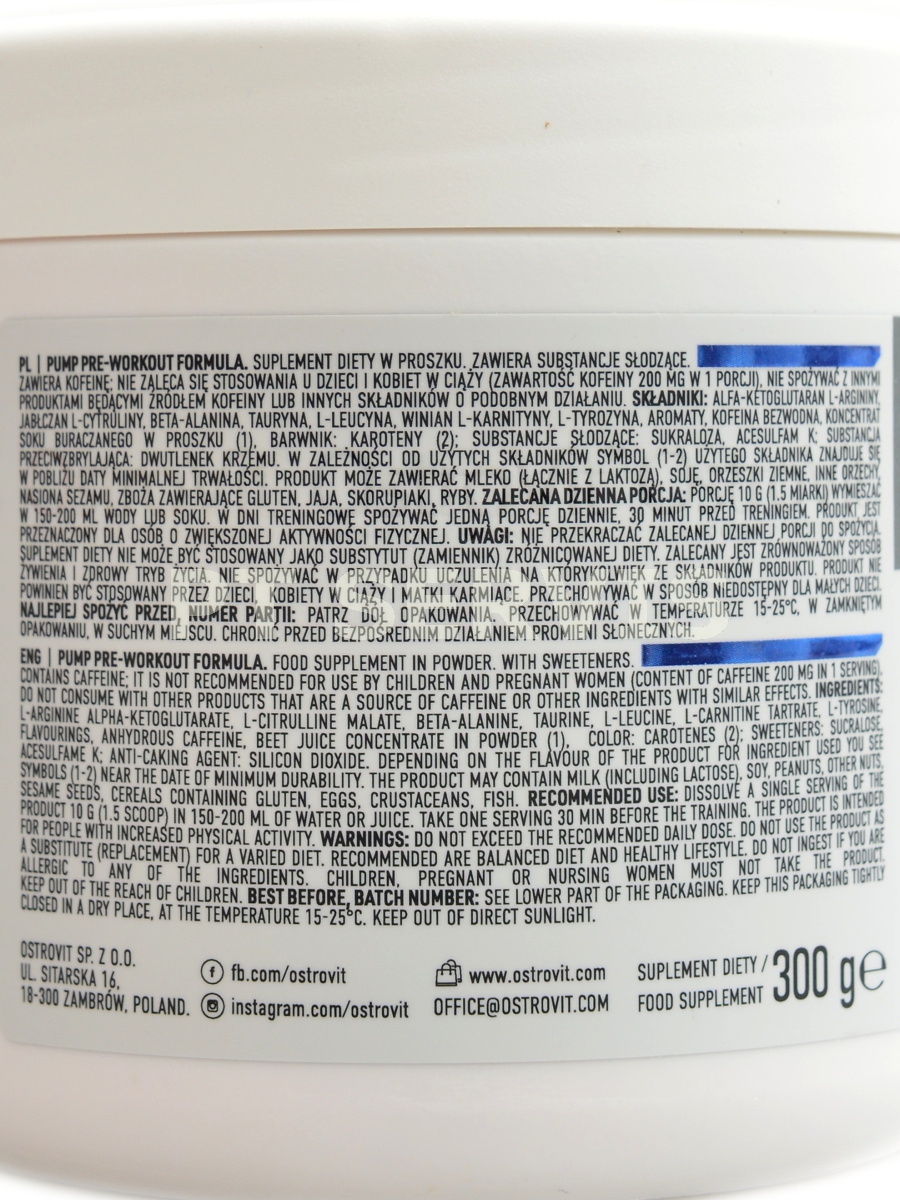 PL | PUMP PRE-WORKOUT FORMULA. SUPLEMENT DIETY W PROSZKU. ZAWIERA SUBSTANCJE SŁODZĄCE.
ZAWIERA KOFEINĘ; NIE ZALECA SIĘ STOSOWANIA U DZIECI I KOBIET W CIĄŻY (ZAWARTOŚĆ KOFEINY 200 MG W 1 PORCJI), NIE SPOŻYWAĆ Z INNYMI
PRODUKTAMI BĘDĄCYMI ŹRÓDŁEM KOFEINY LUB INNYCH SKŁADNIKÓW O PODOBNYM DZIAŁANIU. SKŁADNIKI: ALFA-KETOGLUTARAN L-ARGININY,
JABŁCZAN L-CYTRULINY, BETA-ALANINA, TAURYNA, L-LEUCYNA, WINIAN L-KARNITYNY, L-TYROZYNA, AROMATY, KOFEINA BEZWODNA, KONCENTRAT
SOKU BURACZANEGO W PROSZKU (1), BARWNIK: KAROTENY (2); SUBSTANCJE SŁODZĄCE: SUKRALOZA, ACESULFAM K; SUBSTANCJA
PRZECIWZBRYLAJĄCA: DWUTLENEK KRZEMU. W ZALEŻNOŚCI OD UŻYTYCH SKŁADNIKÓW SYMBOL (1-2) UŻYTEGO SKŁADNIKA ZNAJDUJE SIĘ
W POBLIŻU DATY MINIMALNEJ TRWAŁOŚCI. PRODUKT MOŻE ZAWIERAĆ MLEKO (ŁĄCZNIE Z LAKTOZĄ), SOJĘ, ORZESZKI ZIEMNE, INNE ORZECHY,
NASIONA SEZAMU, ZBOŻA ZAWIERAJĄCE GLUTEN, JAJA, SKORUPIAKI, RYBY. ZALECANA DZIENNA PORCJA: PORCJĘ 10 G (1.5 MIARKI) WYMIESZAĆ
W 150-200 ML WODY LUB SOKU. W DNI TRENINGOWE SPOŻYWAĆ JEDNĄ PORCJĘ DZIENNIE, 30 MINUT PRZED TRENINGIEM. PRODUKT JEST
PRZEZNACZONY DLA OSÓB O ZWIĘKSZONEJ AKTYWNOŚCI FIZYCZNEJ. UWAGI: NIE PRZEKRACZAĆ ZALECANEJ DZIENNEJ PORCJI DO SPOŻYCIA.
SUPLEMENT DIETY NIE MOŻE BYĆ STOSOWANY JAKO SUBSTYTUT (ZAMIENNIK) ZRÓŻNICOWANEJ DIETY. ZALECANY JEST ZRÓWNOWAŻONY SPOSÓB
ŻYWIENIA I ZDROWY TRYB ŻYCIA. NIE SPOŻYWAĆ W PRZYPADKU UCZULENIA NA KTÓRYKOLWIEK ZE SKŁADNIKÓW PRODUKTU. PRODUKT NIE
POWINIEN BYĆ STOSOWANY PRZEZ DZIECI, KOBIETY W CIĄŻY I MATKI KARMIĄCE. PRZECHOWYWAĆ W SPOSÓB NIEDOSTĘPNY DLA MAŁYCH DZIECI.
NAJLEPIEJ SPOŻYĆ PRZED, NUMER PARTII: PATRZ DÓŁ OPAKOWANIA. PRZECHOWYWAĆ W TEMPERATURZE 15-25°C, W ZAMKNIĘTYM
OPAKOWANIU, W SUCHYM MIEJSCU. CHRONIĆ PRZED BEZPOŚREDNIM DZIAŁANIEM PROMIENI SŁONECZNYCH.
ENG | PUMP PRE-WORKOUT FORMULA. FOOD SUPPLEMENT IN POWDER. WITH SWEETENERS.
CONTAINS CAFFEINE; IT IS NOT RECOMMENDED FOR USE BY CHILDREN AND PREGNANT WOMEN (CONTENT OF CAFFEINE 200 MG IN 1 SERVING),
DO NOT CONSUME WITH OTHER PRODUCTS THAT ARE A SOURCE OF CAFFEINE OR OTHER INGREDIENTS WITH SIMILAR EFFECTS. INGREDIENTS:
L-ARGININE ALPHA-KETOGLUTARATE, L-CITRULLINE MALATE, BETA-ALANINE, TAURINE, L-LEUCINE, L-CARNITINE TARTRATE, L-TYROSINE,
FLAVOURINGS, ANHYDROUS CAFFEINE, BEET JUICE CONCENTRATE IN POWDER (1), COLOR: CAROTENES (2); SWEETENERS: SUCRALOSE,
ACESULFAME K; ANTI-CAKING AGENT: SILICON DIOXIDE. DEPENDING ON THE FLAVOUR OF THE PRODUCT FOR INGREDIENT USED YOU SEE
SYMBOLS (1-2) NEAR THE DATE OF MINIMUM DURABILITY. THE PRODUCT MAY CONTAIN MILK (INCLUDING LACTOSE), SOY, PEANUTS, OTHER NUTS,
SESAME SEEDS, CEREALS CONTAINING GLUTEN, EGGS, CRUSTACEANS, FISH. RECOMMENDED USE: DISSOLVE A SINGLE SERVING OF THE
PRODUCT 10 G (1.5 SCOOP) IN 150-200 ML OF WATER OR JUICE. TAKE ONE SERVING 30 MIN BEFORE THE TRAINING. THE PRODUCT IS INTENDED
FOR PEOPLE WITH INCREASED PHYSICAL ACTIVITY. WARNINGS: DO NOT EXCEED THE RECOMMENDED DAILY DOSE. DO NOT USE THE PRODUCT AS
A SUBSTITUTE (REPLACEMENT) FOR A VARIED DIET. RECOMMENDED ARE BALANCED DIET AND HEALTHY LIFESTYLE. DO NOT INGEST IF YOU ARE
ALLERGIC TO ANY OF THE INGREDIENTS. CHILDREN, PREGNANT OR NURSING WOMEN MUST NOT TAKE THE PRODUCT.
KEEP OUT OF THE REACH OF CHILDREN. BEST BEFORE, BATCH NUMBER: SEE LOWER PART OF THE PACKAGING. KEEP THIS PACKAGING TIGHTLY
CLOSED IN A DRY PLACE, AT THE TEMPERATURE 15-25°C. KEEP OUT OF DIRECT SUNLIGHT.
OSTROVIT SP. Z O.O.
UL. SITARSKA 16,
18-300 ZAMBRÓW, POLAND.
fb.com/ostrovit
instagram.com/ostrovit
www.ostrovit.com
OFFICE@OSTROVIT.COM
SUPLEMENT DIETY /
FOOD SUPPLEMENT
300 g℮